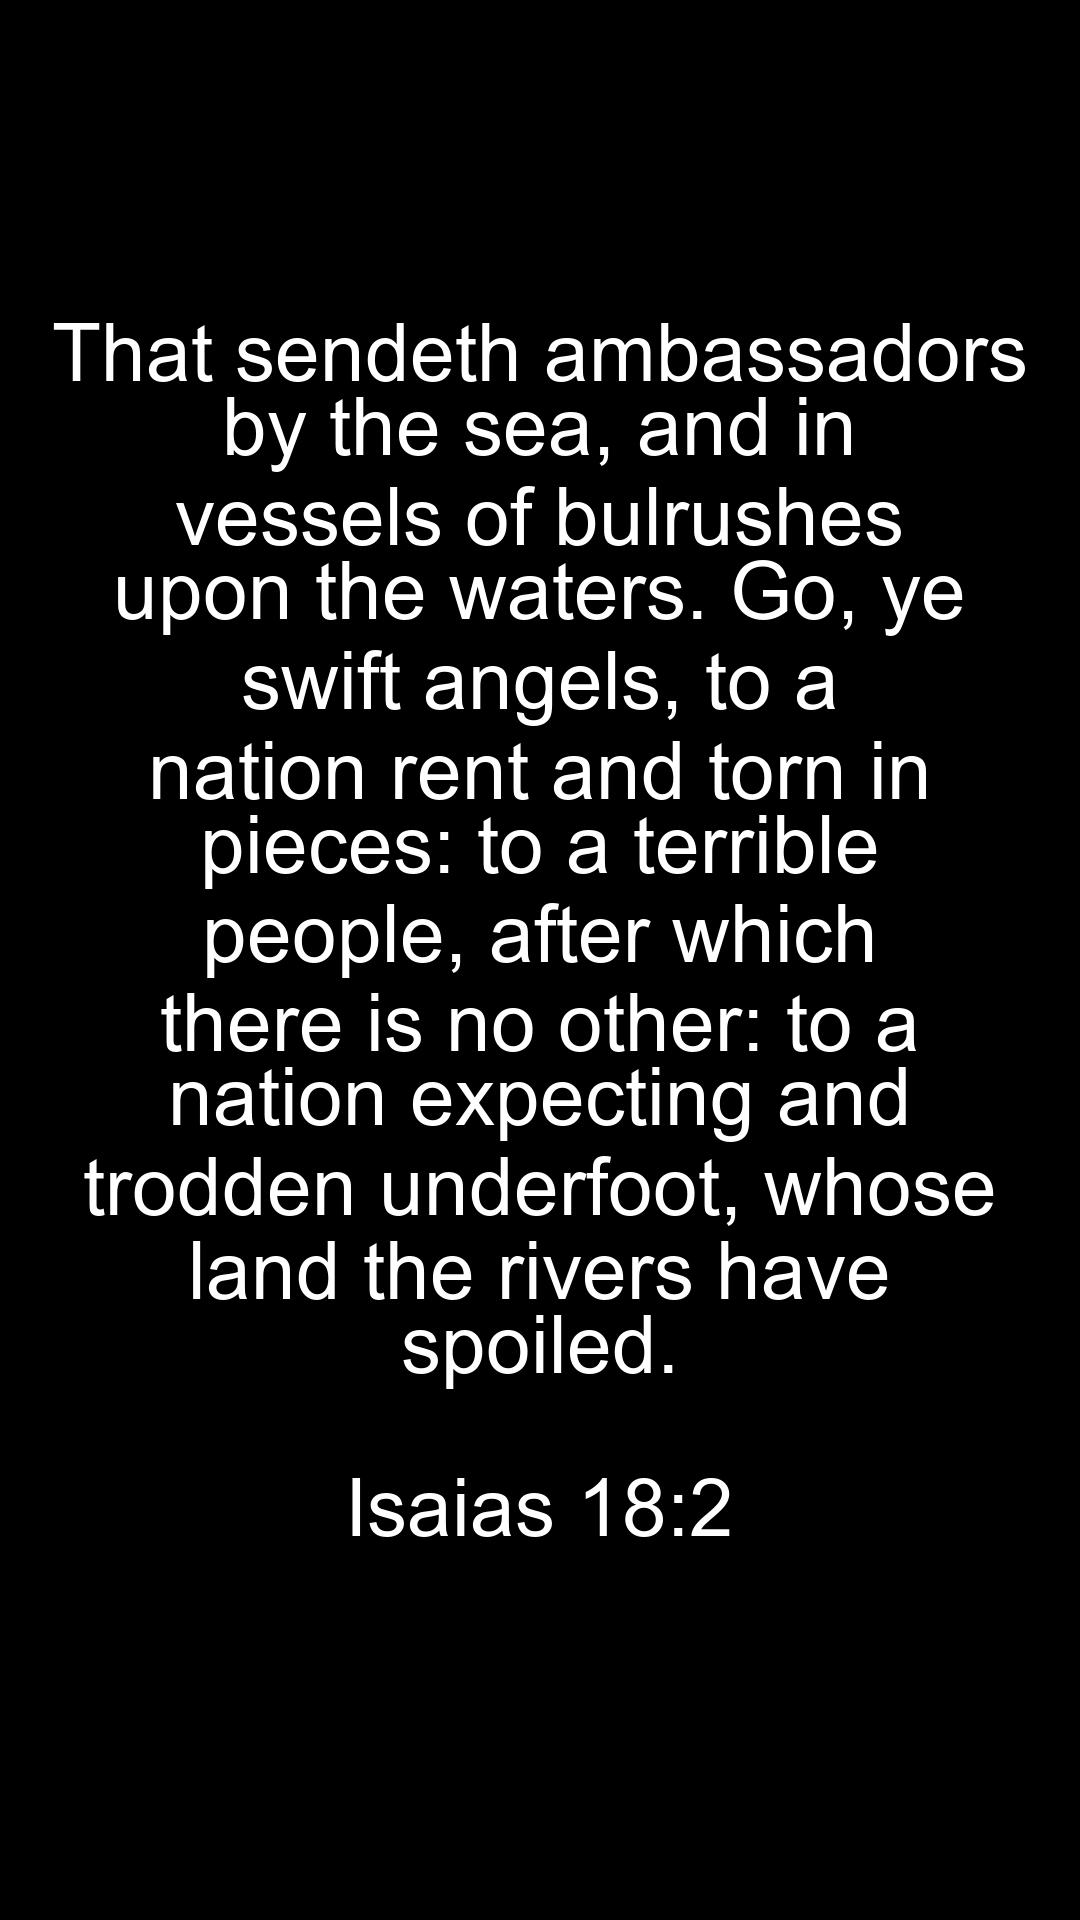 That sendeth ambassadors
by the sea, and in
vessels of bulrushes
upon the waters. Go, ye
swift angels, to a
nation rent and torn in
pieces: to a terrible
people, after which
there is no other: to a
nation expecting and
trodden underfoot, whose
land the rivers have
spoiled.
Isaias 18:2